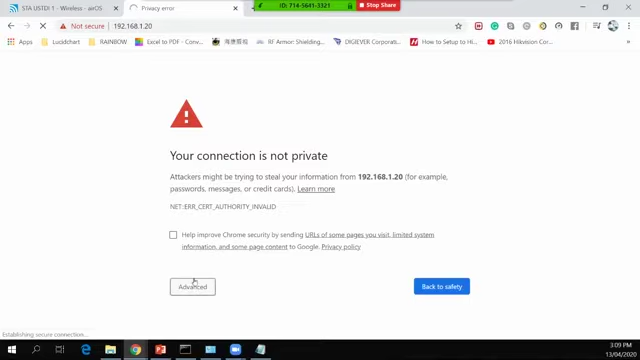 STA USTDI 1 - Wireless - airOS
Privacy error
ID: 714-5641-3321
Stop Share
Not secure
192.168.1.20
Apps
Lucidchart
RAINBOW
Excel to PDF - Conv...
RF Armor: Shielding...
DIGIEVER Corporati...
How to Setup to Hi...
2016 Hikvision Conf...
Your connection is not private
Attackers might be trying to steal your information from 192.168.1.20 (for example,
passwords, messages, or credit cards). Learn more
NET::ERR_CERT_AUTHORITY_INVALID
Help improve Chrome security by sending URLs of some pages you visit, limited system
information, and some page content to Google. Privacy policy
Advanced
Back to safety
Establishing secure connection...
3:09 PM
13/04/2020